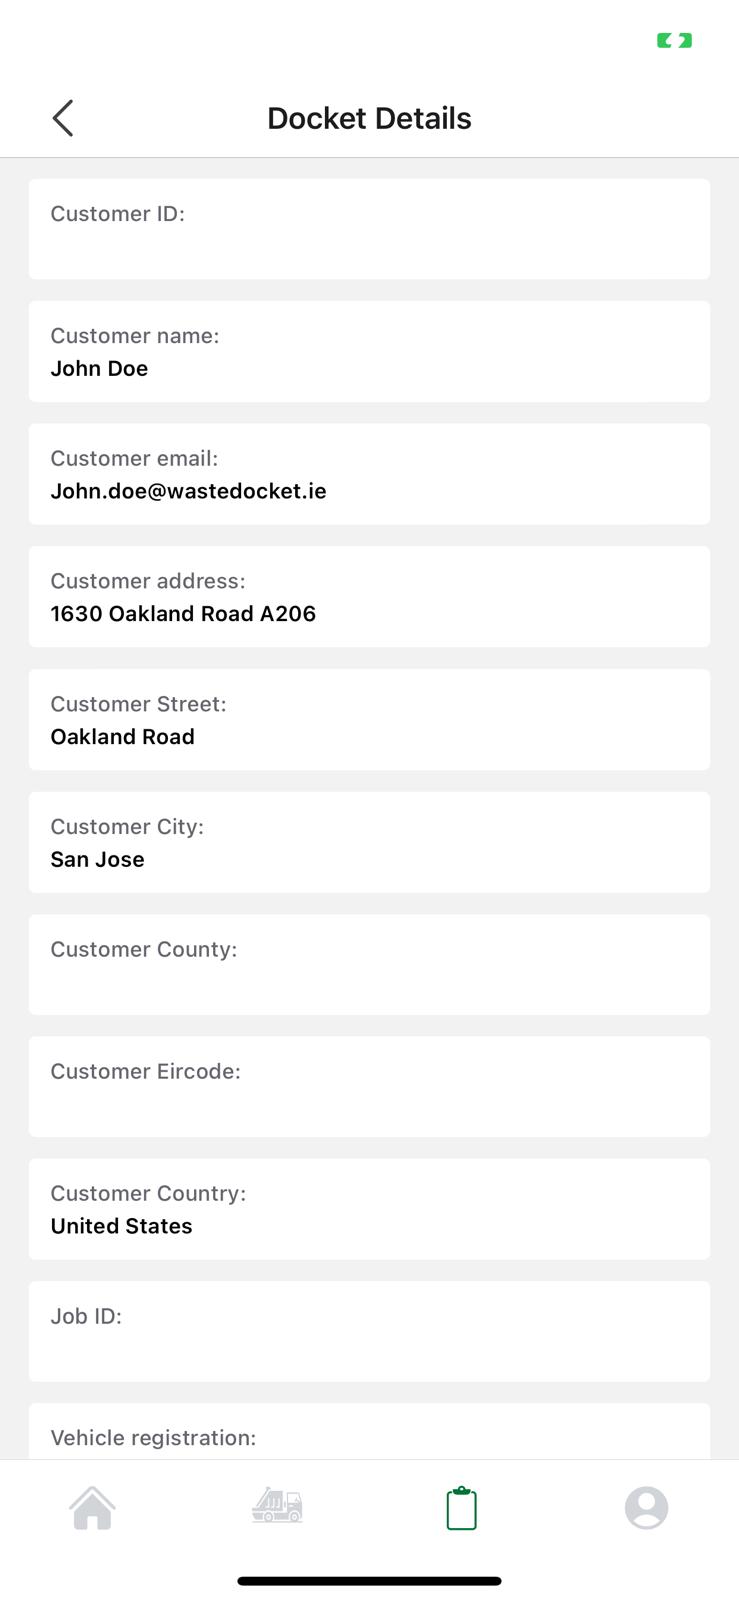 Docket Details
Customer ID:
Customer name:
John Doe
Customer email:
John.doe@wastedocket.ie
Customer address:
1630 Oakland Road A206
Customer Street:
Oakland Road
Customer City:
San Jose
Customer County:
Customer Eircode:
Customer Country:
United States
Job ID:
Vehicle registration: